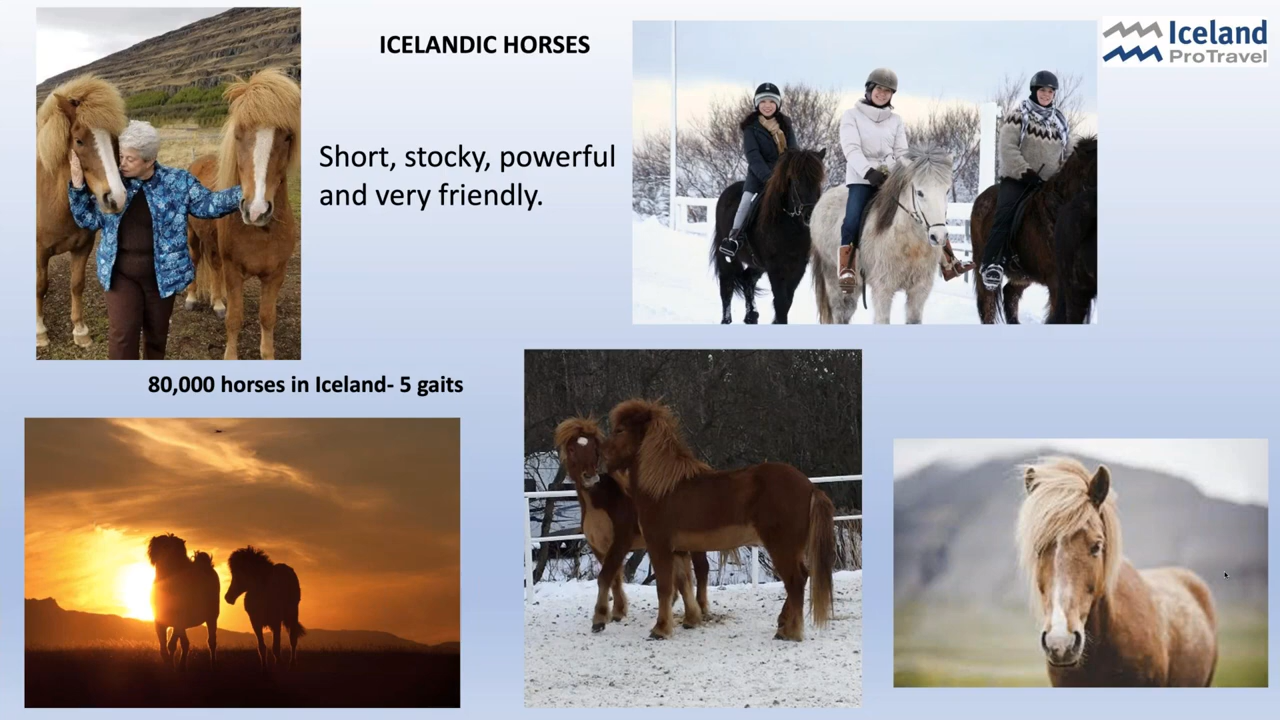 ICELANDIC HORSES
Iceland
ProTravel
Short, stocky, powerful
and very friendly.
80,000 horses in Iceland- 5 gaits